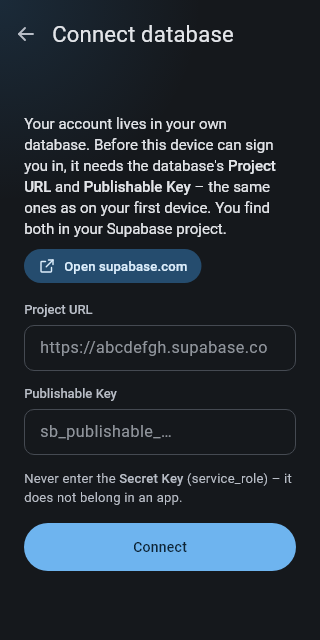 Connect database
Your account lives in your own
database. Before this device can sign
you in, it needs the database's Project
URL and Publishable Key – the same
ones as on your first device. You find
both in your Supabase project.
Open supabase.com
Project URL
https://abcdefgh.supabase.co
Publishable Key
sb_publishable_…
Never enter the Secret Key (service_role) – it
does not belong in an app.
Connect